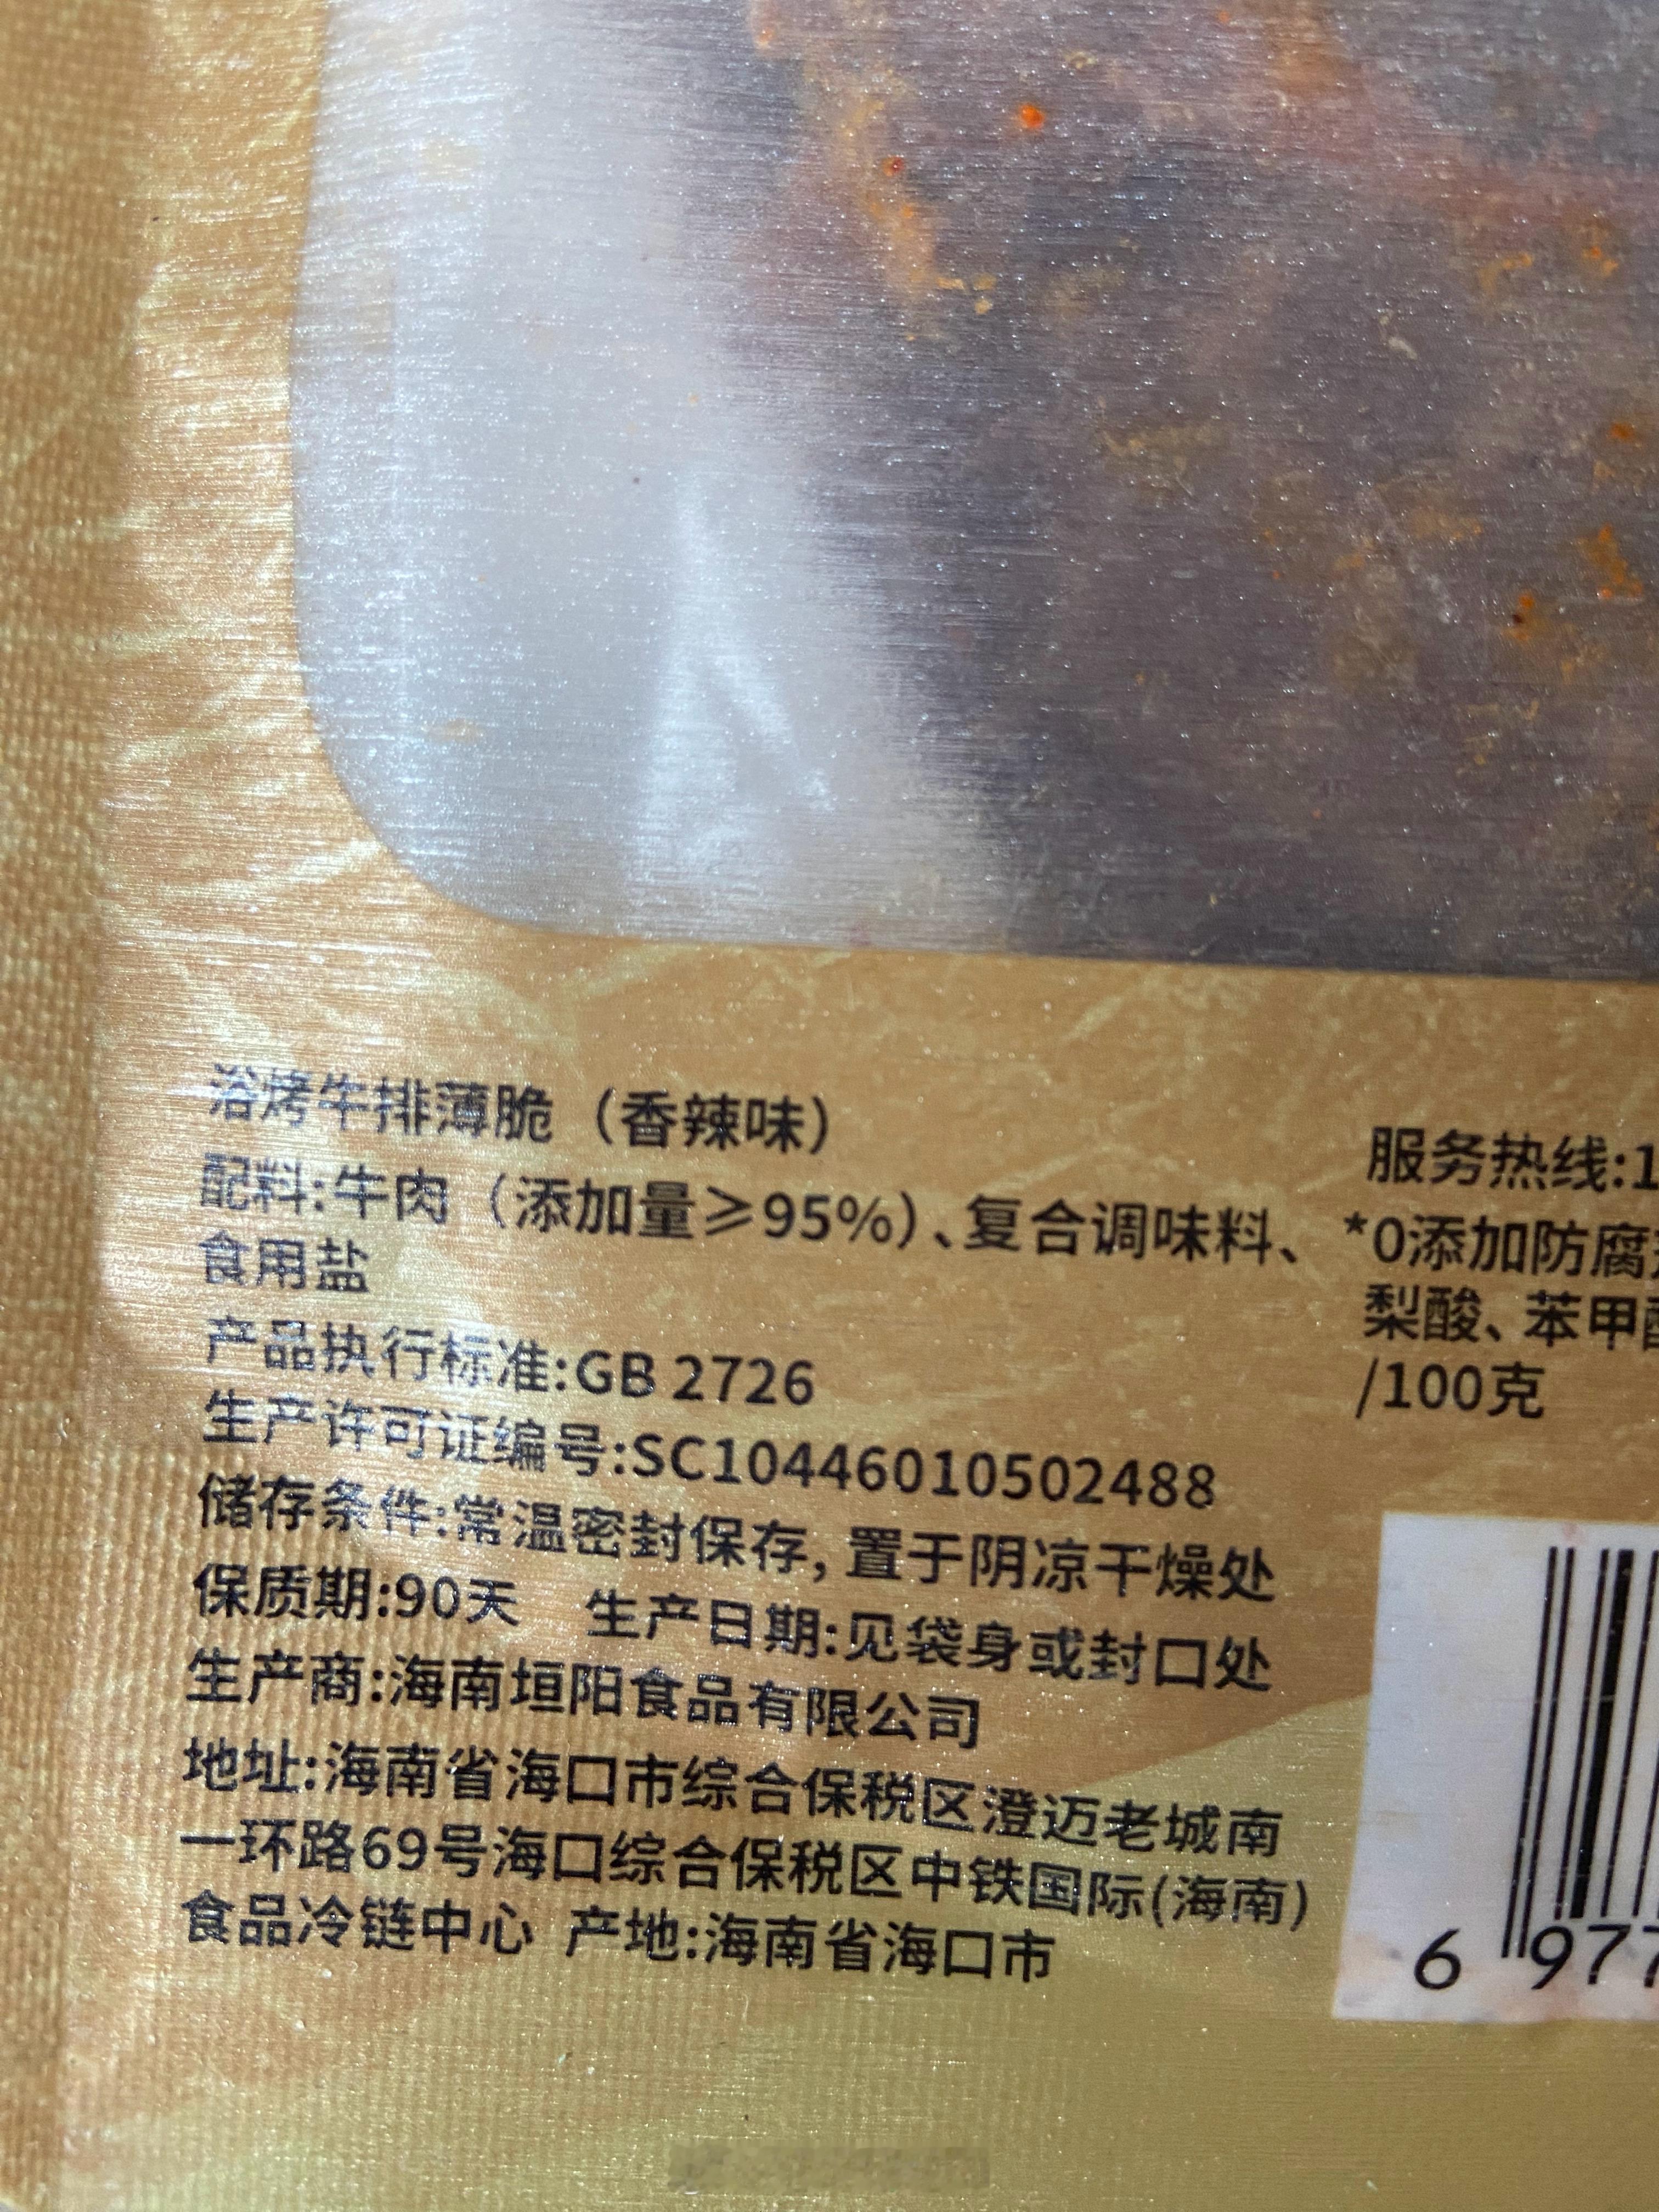 浴烤牛排薄脆（香辣味）
配料:牛肉（添加量≥95%）、复合调味料、
食用盐
产品执行标准:GB 2726
生产许可证编号:SC10446010502488
储存条件:常温密封保存, 置于阴凉干燥处
保质期:90天 生产日期:见袋身或封口处
生产商:海南垣阳食品有限公司
地址:海南省海口市综合保税区澄迈老城南
一环路69号海口综合保税区中铁国际(海南)
食品冷链中心 产地:海南省海口市
服务热线:1
*0添加防腐
梨酸、苯甲
/100克
6 977